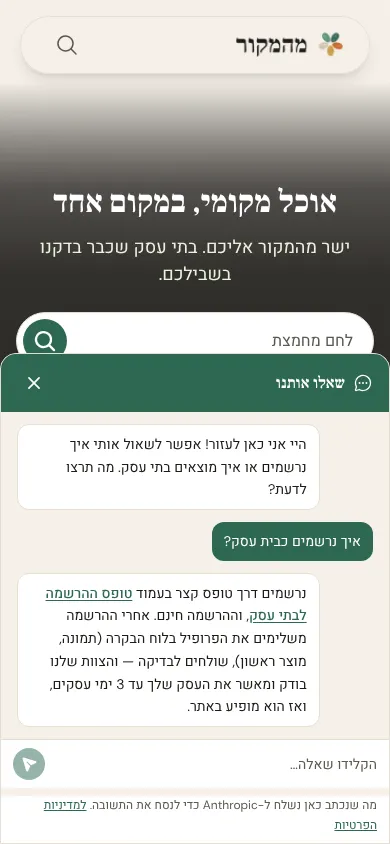 מהמקור
אוכל מקומי, במקום אחד
ישר מהמקור אליכם. בתי עסק שכבר בדקנו
בשבילכם.
לחם מחמצת
שאלו אותנו
היי אני כאן לעזור! אפשר לשאול אותי איך
נרשמים או איך מוצאים בתי עסק. מה תרצו
לדעת?
איך נרשמים כבית עסק?
נרשמים דרך טופס קצר בעמוד טופס ההרשמה
לבתי עסק, וההרשמה חינם. אחרי ההרשמה
משלימים את הפרופיל בלוח הבקרה (תמונה,
מוצר ראשון), שולחים לבדיקה – והצוות שלנו
בודק ומאשר את העסק שלך עד 3 ימי עסקים,
ואז הוא מופיע באתר.
הקלידו שאלה...
מה שנכתב כאן נשלח ל-Anthropic כדי לנסח את התשובה. למדיניות
הפרטיות